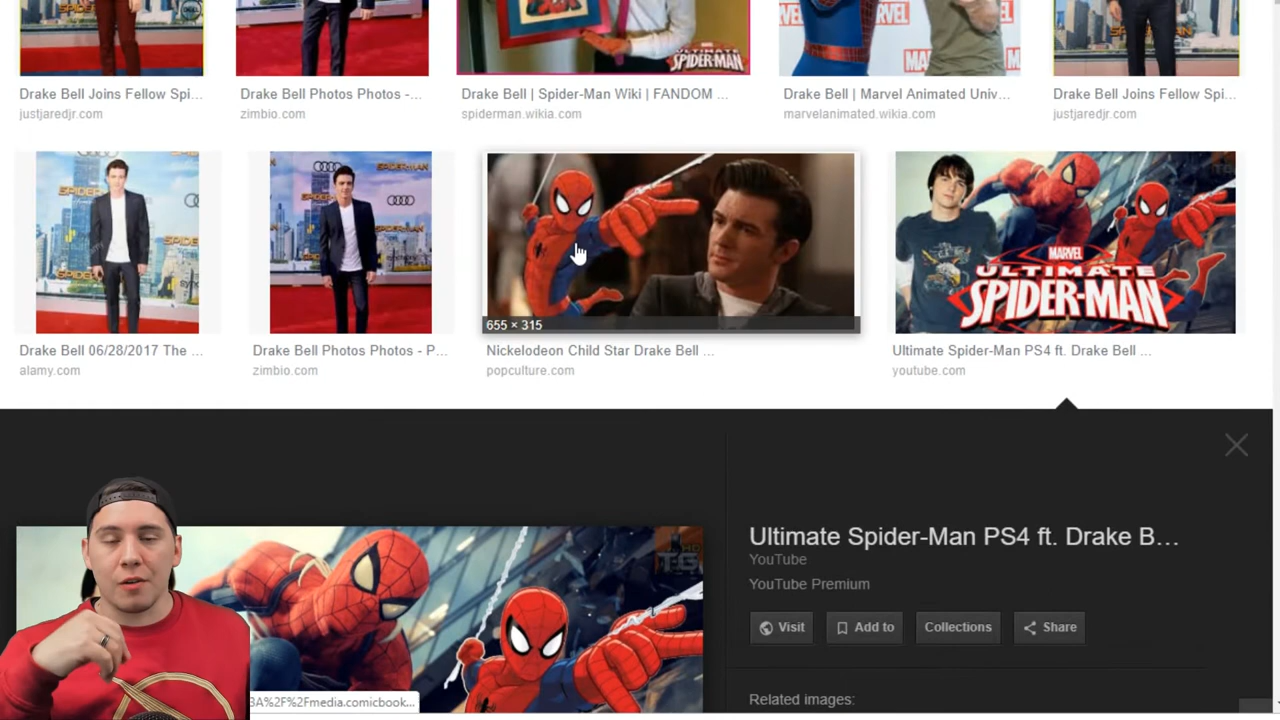 ULTIMATE
SPIDER-MAN
MARVEL
Drake Bell Joins Fellow Spi...
Drake Bell Photos Photos -...
Drake Bell | Spider-Man Wiki | FANDOM ...
Drake Bell | Marvel Animated Univ...
Drake Bell Joins Fellow Spi...
justjaredjr.com
zimbio.com
spiderman.wikia.com
marvelanimated.wikia.com
justjaredjr.com
MARVEL
ULTIMATE
SPIDER-MAN
655 × 315
Drake Bell 06/28/2017 The ...
Drake Bell Photos Photos - P...
Nickelodeon Child Star Drake Bell ...
Ultimate Spider-Man PS4 ft. Drake Bell ...
alamy.com
zimbio.com
popculture.com
youtube.com
Ultimate Spider-Man PS4 ft. Drake B...
YouTube
YouTube Premium
Visit
Add to
Collections
Share
Related images:
3A%2F%2Fmedia.comicbook...